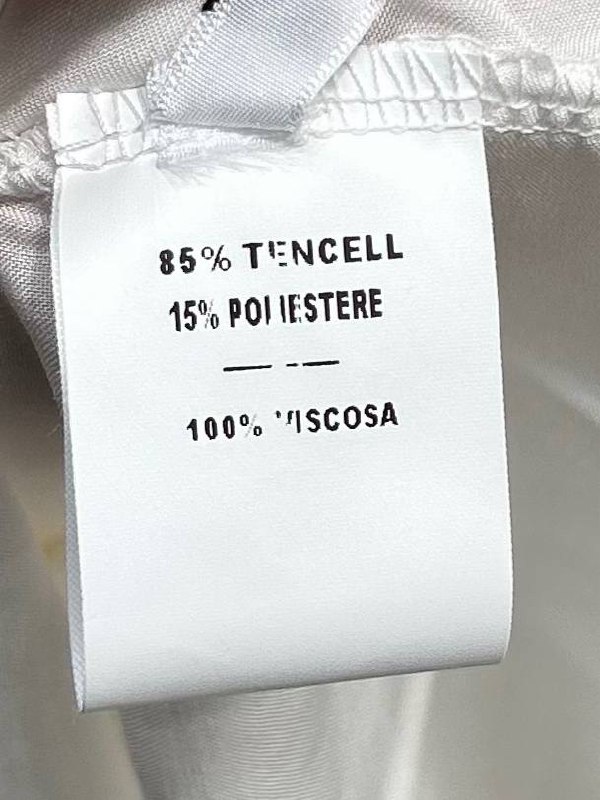 85% TENCELL
15% POLIESTERE
100% VISCOSA